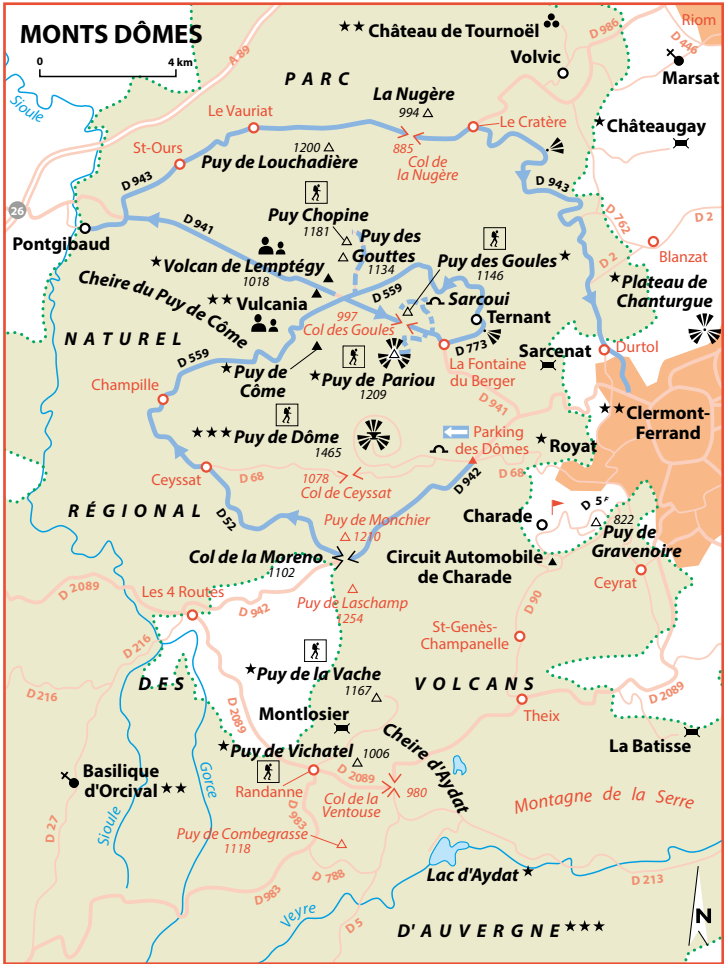 MONTS DÔMES
0 4 km
A 89
★★ Château de Tournoël
D 986
Riom
D 446
Volvic
Marsat
PARC
Sioule
La Nugère
994
Le Vauriat
Le Cratère
★ Châteaugay
St-Ours
1200
Puy de Louchadière
885
Col de
la Nugère
D 943
D 943
26
D 941
Puy Chopine
1181
Puy des
Gouttes
1134
D 762
D 2
Pontgibaud
Puy des Goules ★
1146
D 2
Blanzat
★ Volcan de Lemptégy
1018
Cheire du Puy de Côme
★★ Vulcania
D 559
Sarcoui
Ternant
★ Plateau de
Chanturgue
997
Col des Goules
NATUREL
D 559
D 773
Sarcenat
Durtol
★ Puy de
Côme
★ Puy de Pariou
1209
La Fontaine
du Berger
Champille
D 941
★★ Clermont-
Ferrand
★★★ Puy de Dôme
1465
Parking
des Dômes
★ Royat
Ceyssat
D 68
1078
Col de Ceyssat
D 942
D 68
RÉGIONAL
D 52
Puy de Monchier
1210
Charade
D 5
822
Puy de
Gravenoire
Col de la Moreno
1102
Circuit Automobile
de Charade
Ceyrat
D 2089
Les 4 Routes
D 942
Puy de Laschamp
1254
D 90
D 216
St-Genès-
Champanelle
D 216
DES
★ Puy de la Vache
1167
VOLCANS
D 2089
D 2089
Montlosier
Theix
★ Puy de Vichatel
1006
Cheire d'Aydat
La Batisse
Basilique
d'Orcival ★★
Sioule
Gorce
Randanne
D 2089
Col de la
Ventouse
980
Montagne de la Serre
D 27
D 983
Puy de Combegrasse
1118
D 788
Lac d'Aydat ★
D 213
D 983
Veyre
D 5
D'AUVERGNE ★★★
N